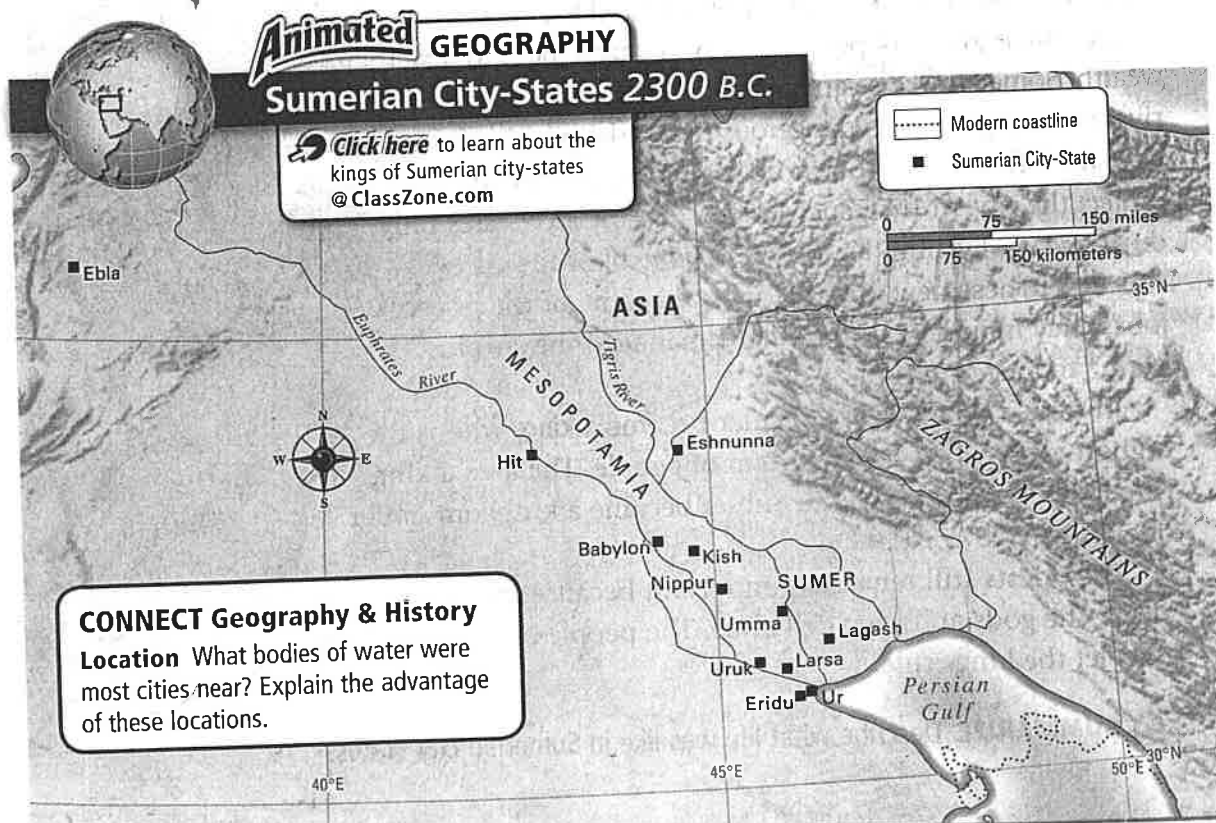 Animated GEOGRAPHY
Sumerian City-States 2300 B.C.
Click here to learn about the
kings of Sumerian city-states
@ ClassZone.com
Modern coastline
Sumerian City-State
0 75 150 miles
0 75 150 kilometers
35°N
Ebla
ASIA
Euphrates River
Tigris River
MESOPOTAMIA
ZAGROS MOUNTAINS
N
W E
S
Hit
Eshnunna
Babylon
Kish
Nippur
SUMER
Umma
Lagash
Uruk
Larsa
Eridu
Ur
Persian
Gulf
CONNECT Geography & History
Location What bodies of water were
most cities near? Explain the advantage
of these locations.
40°E
45°E
50°E
30°N